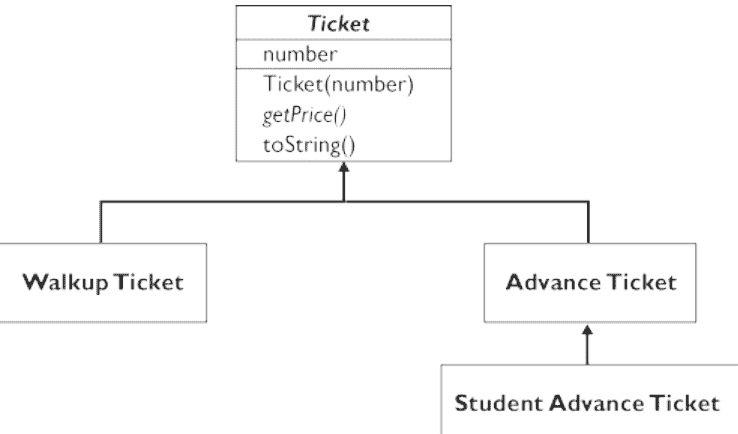 Ticket
number
Ticket(number)
getPrice()
toString()
Walkup Ticket
Advance Ticket
Student Advance Ticket